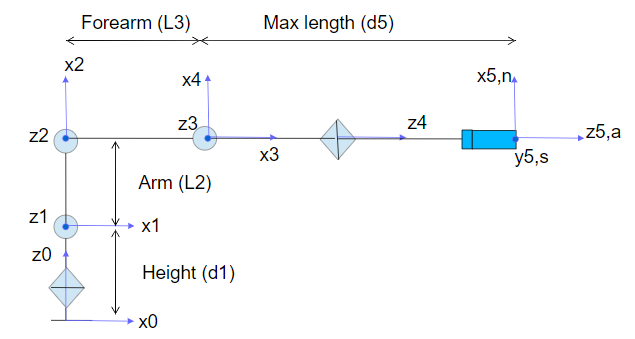 Forearm (L3) Max length (d5)
x2 x4 x5,n
z2 z3 z4 z5,a
x3 y5,s
Arm (L2)
z1 x1
z0 Height (d1)
x0